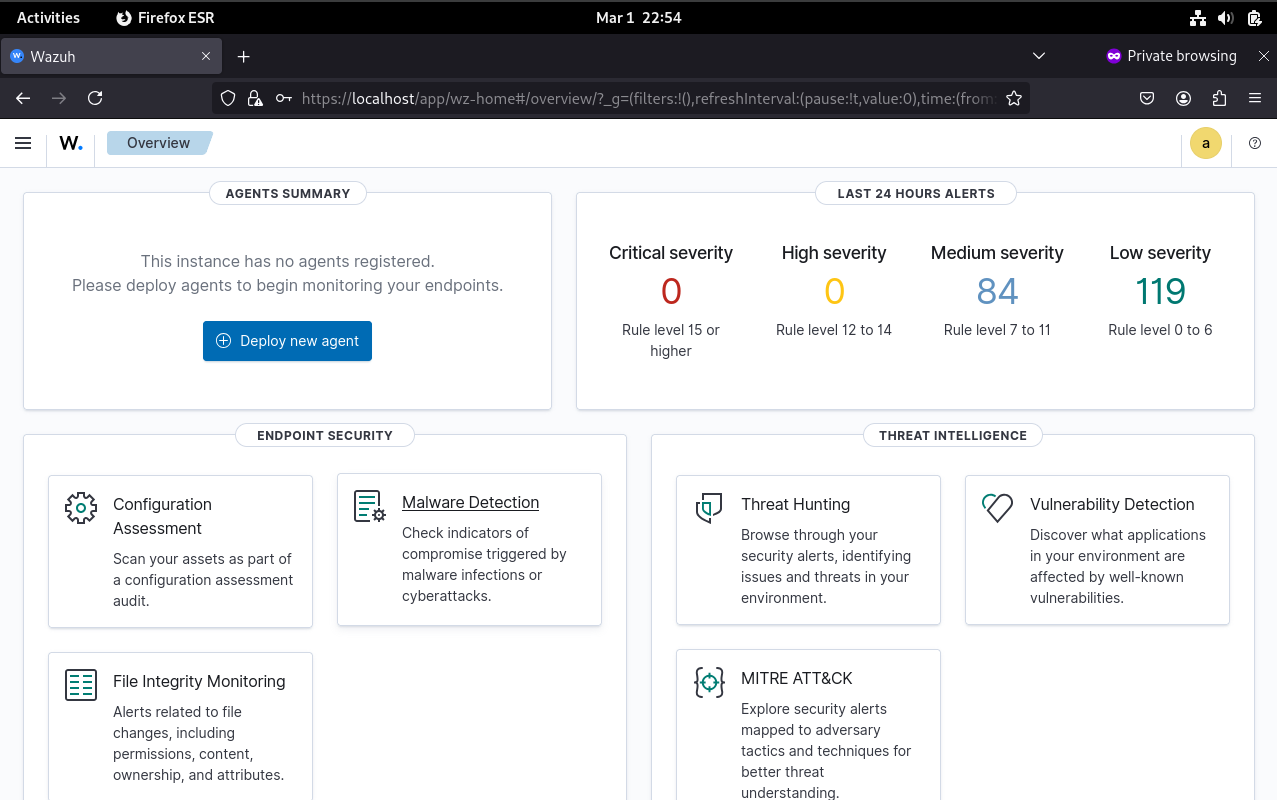 Activities
Firefox ESR
Mar 1 22:54
Wazuh
Private browsing
https://localhost/app/wz-home#/overview/?_g=(filters:!(),refreshInterval:(pause:!t,value:0),time:(from:
W.
Overview
a
AGENTS SUMMARY
This instance has no agents registered.
Please deploy agents to begin monitoring your endpoints.
Deploy new agent
LAST 24 HOURS ALERTS
Critical severity
0
Rule level 15 or
higher
High severity
0
Rule level 12 to 14
Medium severity
84
Rule level 7 to 11
Low severity
119
Rule level 0 to 6
ENDPOINT SECURITY
Configuration
Assessment
Scan your assets as part of
a configuration assessment
audit.
Malware Detection
Check indicators of
compromise triggered by
malware infections or
cyberattacks.
File Integrity Monitoring
Alerts related to file
changes, including
permissions, content,
ownership, and attributes.
THREAT INTELLIGENCE
Threat Hunting
Browse through your
security alerts, identifying
issues and threats in your
environment.
Vulnerability Detection
Discover what applications
in your environment are
affected by well-known
vulnerabilities.
MITRE ATT&CK
Explore security alerts
mapped to adversary
tactics and techniques for
better threat
understanding.